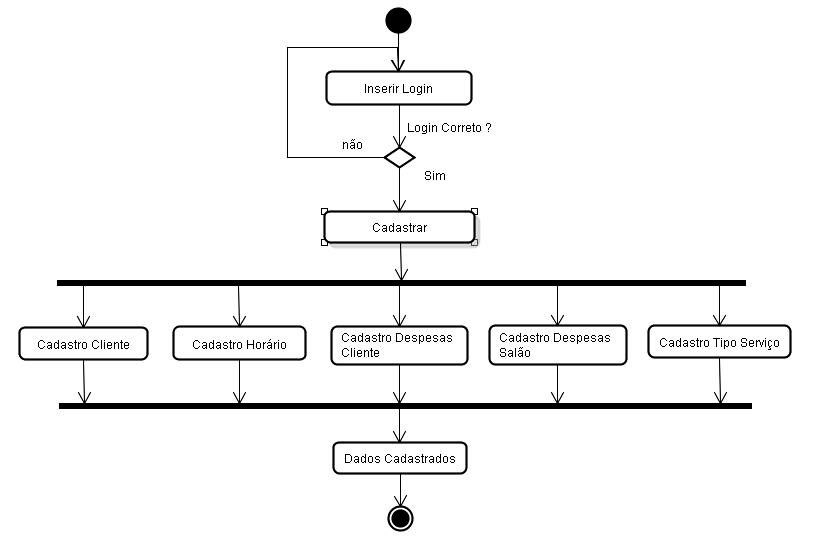 Inserir Login
Login Correto ?
não
Sim
Cadastrar
Cadastro Cliente
Cadastro Horário
Cadastro Despesas
Cliente
Cadastro Despesas
Salão
Cadastro Tipo Serviço
Dados Cadastrados